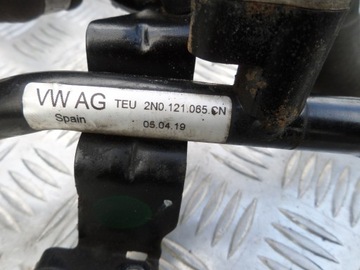 VW AG TEU 2N0.121.065.CN
Spain 05.04.19